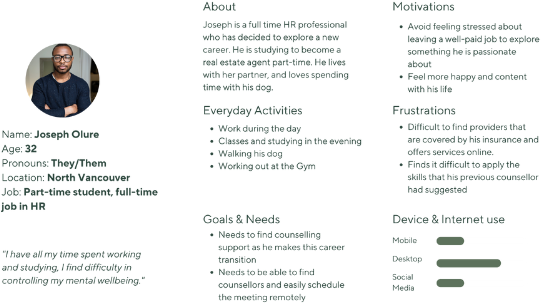 Name: Joseph Olure
Age: 32
Pronouns: They/Them
Location: North Vancouver
Job: Part-time student, full-time
job in HR
"I have all my time spent working
and studying, I find difficulty in
controlling my mental wellbeing."
About
Joseph is a full time HR professional
who has decided to explore a new
career. He is studying to become a
real estate agent part-time. He lives
with her partner, and loves spending
time with his dog.
Everyday Activities
• Work during the day
• Classes and studying in the evening
• Walking his dog
• Working out at the Gym
Goals & Needs
• Needs to find counselling
support as he makes this career
transition
• Needs to be able to find
counsellors and easily schedule
the meeting remotely
Motivations
• Avoid feeling stressed about
leaving a well-paid job to explore
something he is passionate
about
• Feel more happy and content
with his life
Frustrations
• Difficult to find providers that
are covered by his insurance and
offers services online.
• Finds it difficult to apply the
skills that his previous counsellor
had suggested
Device & Internet use
Mobile
Desktop
Social
Media